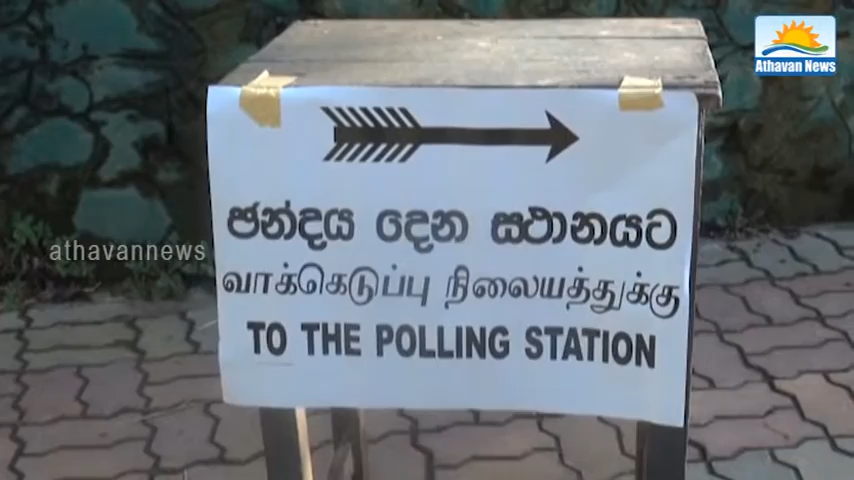 Athavan News
ඡන්දය දෙන ස්ථානයට
athavannews
வாக்கெடுப்பு நிலையத்துக்கு
TO THE POLLING STATION